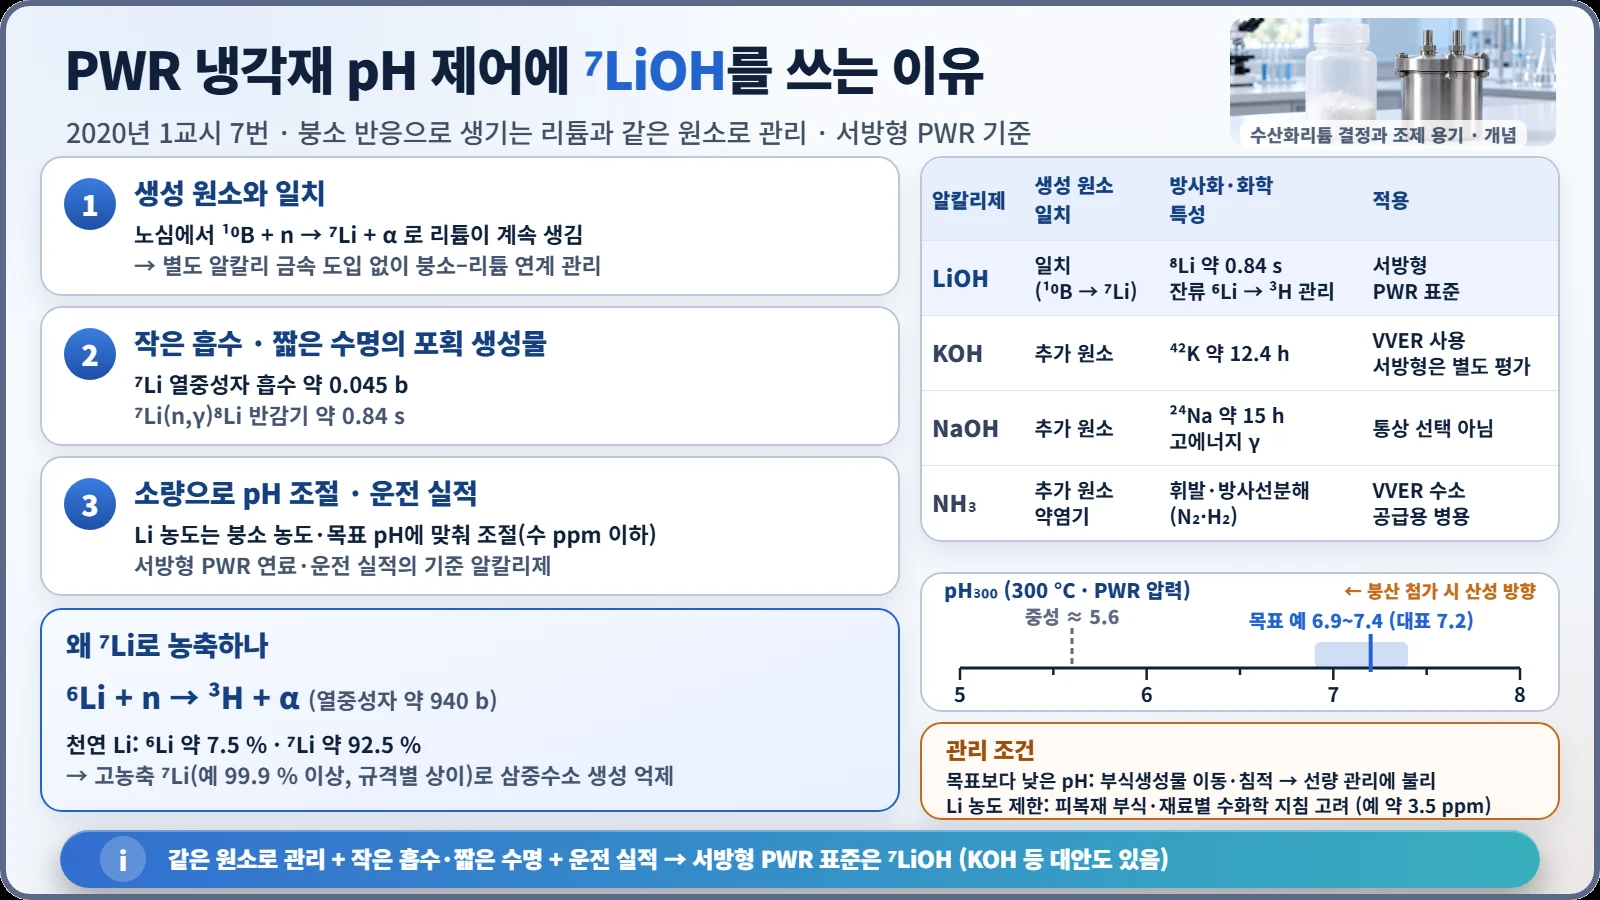 PWR 냉각재 pH 제어에 ⁷LiOH를 쓰는 이유
2020년 1교시 7번 · 붕소 반응으로 생기는 리튬과 같은 원소로 관리 · 서방형 PWR 기준
수산화리튬 결정과 조제 용기 · 개념
1
생성 원소와 일치
노심에서 ¹⁰B + n → ⁷Li + α 로 리튬이 계속 생김
→ 별도 알칼리 금속 도입 없이 붕소–리튬 연계 관리
2
작은 흡수 · 짧은 수명의 포획 생성물
⁷Li 열중성자 흡수 약 0.045 b
⁷Li(n,γ)⁸Li 반감기 약 0.84 s
3
소량으로 pH 조절 · 운전 실적
Li 농도는 붕소 농도·목표 pH에 맞춰 조절(수 ppm 이하)
서방형 PWR 연료·운전 실적의 기준 알칼리제
왜 ⁷Li로 농축하나
⁶Li + n → ³H + α (열중성자 약 940 b)
천연 Li: ⁶Li 약 7.5 % · ⁷Li 약 92.5 %
→ 고농축 ⁷Li(예 99.9 % 이상, 규격별 상이)로 삼중수소 생성 억제
알칼리제
생성 원소
일치
방사화·화학
특성
적용
LiOH
일치
(¹⁰B → ⁷Li)
⁸Li 약 0.84 s
잔류 ⁶Li → ³H 관리
서방형
PWR 표준
KOH
추가 원소
⁴²K 약 12.4 h
VVER 사용
서방형은 별도 평가
NaOH
추가 원소
²⁴Na 약 15 h
고에너지 γ
통상 선택 아님
NH₃
추가 원소
약염기
휘발·방사선분해
(N₂·H₂)
VVER 수소
공급용 병용
pH₃₀₀ (300 °C · PWR 압력)
← 붕산 첨가 시 산성 방향
중성 ≈ 5.6
목표 예 6.9~7.4 (대표 7.2)
5 6 7 8
관리 조건
목표보다 낮은 pH: 부식생성물 이동·침적 → 선량 관리에 불리
Li 농도 제한: 피복재 부식·재료별 수화학 지침 고려 (예 약 3.5 ppm)
i
같은 원소로 관리 + 작은 흡수·짧은 수명 + 운전 실적 → 서방형 PWR 표준은 ⁷LiOH (KOH 등 대안도 있음)